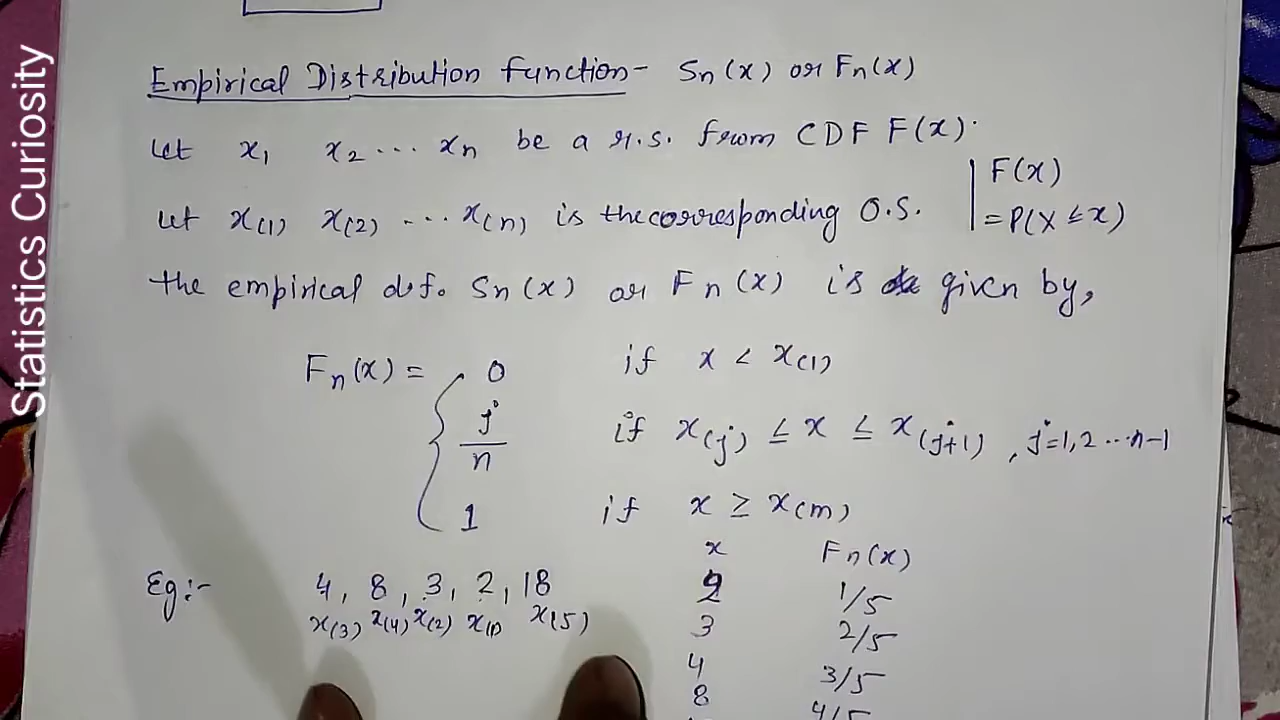 Statistics Curiosity
Empirical Distribution Function- Sn(x) or Fn(x)
Let x1 x2 ... xn be a r.s. from CDF F(x).
F(x)
= P(X ≤ x)
Let x(1) x(2) ... x(n) is the corresponding O.S.
the empirical d.f. Sn(x) or Fn(x) is given by,
Fn(x) = { 0 if x < x(1)
j/n if x(j) ≤ x ≤ x(j+1), j=1,2 ... n-1
1 if x ≥ x(m)
x Fn(x)
Eg:- 4, 8, 3, 2, 18
x(3) x(4) x(2) x(1) x(5)
2 1/5
3 2/5
4 3/5
8 4/5